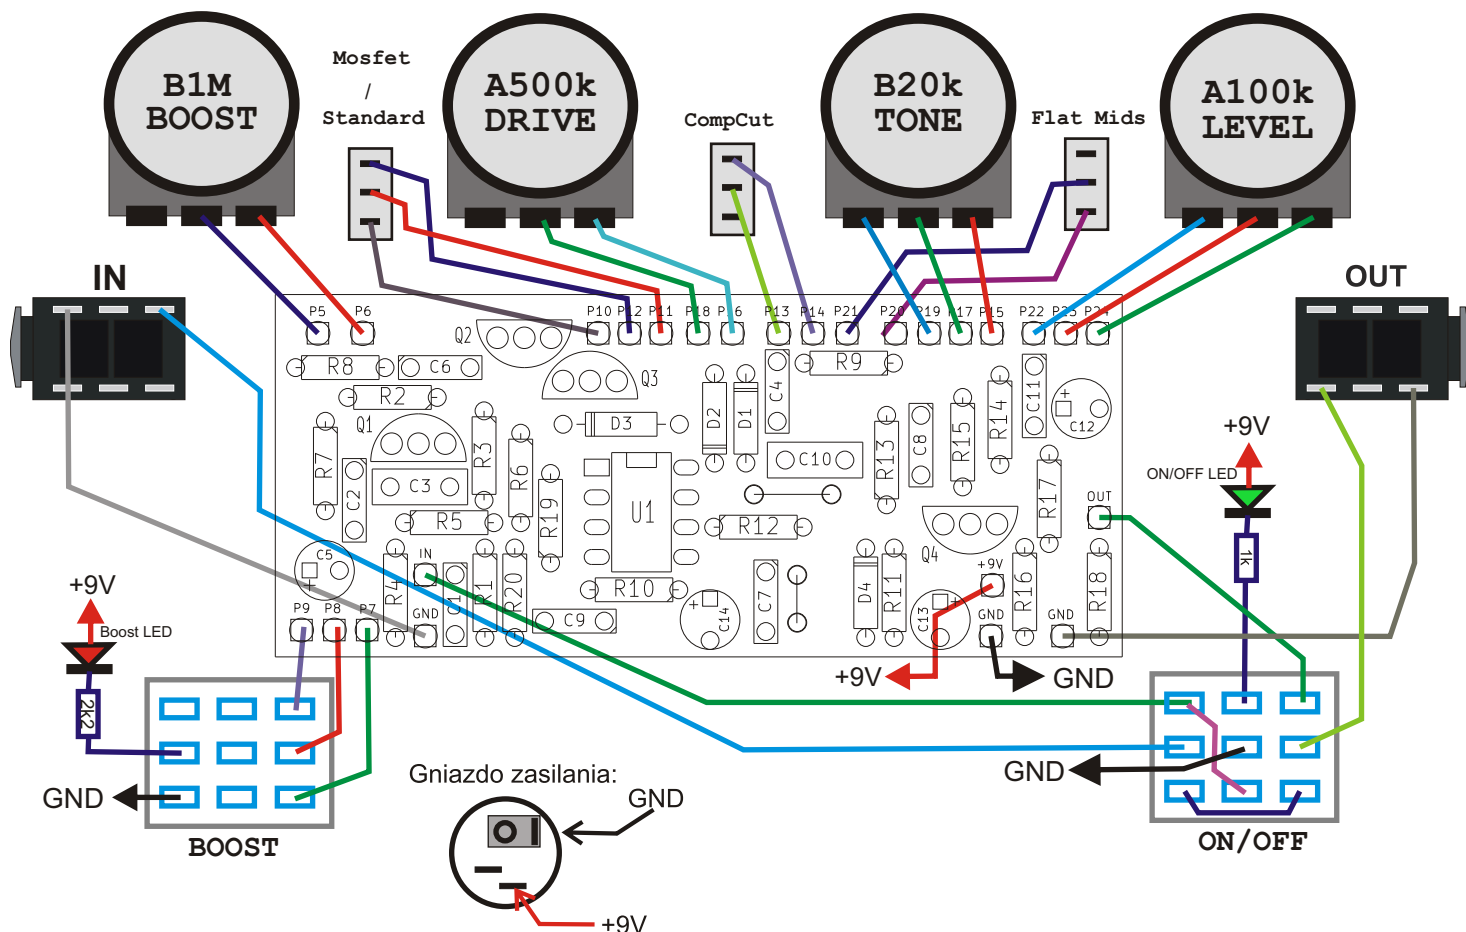 B1M
BOOST
Mosfet
/
Standard
A500k
DRIVE
CompCut
B20k
TONE
Flat Mids
A100k
LEVEL
IN
OUT
P5
P6
P10
P12
P11
P18
P16
P13
P14
P21
P20
P19
P17
P15
P22
P23
P24
Q2
R8
C6
R2
Q3
Q1
R7
C2
C3
R3
R6
R5
R19
D3
D2
D1
C4
R9
C10
R13
C8
R15
R14
C11
C12
U1
R12
R17
OUT
Q4
+9V
ON/OFF LED
1k
C5
+
IN
R4
GND
C1
R1
R20
R10
C9
C14
+
C7
D4
R11
C13
+
+9V
GND
R16
GND
R18
P9
P8
P7
+9V
Boost LED
2k2
+9V
GND
GND
BOOST
Gniazdo zasilania:
GND
+9V
GND
ON/OFF